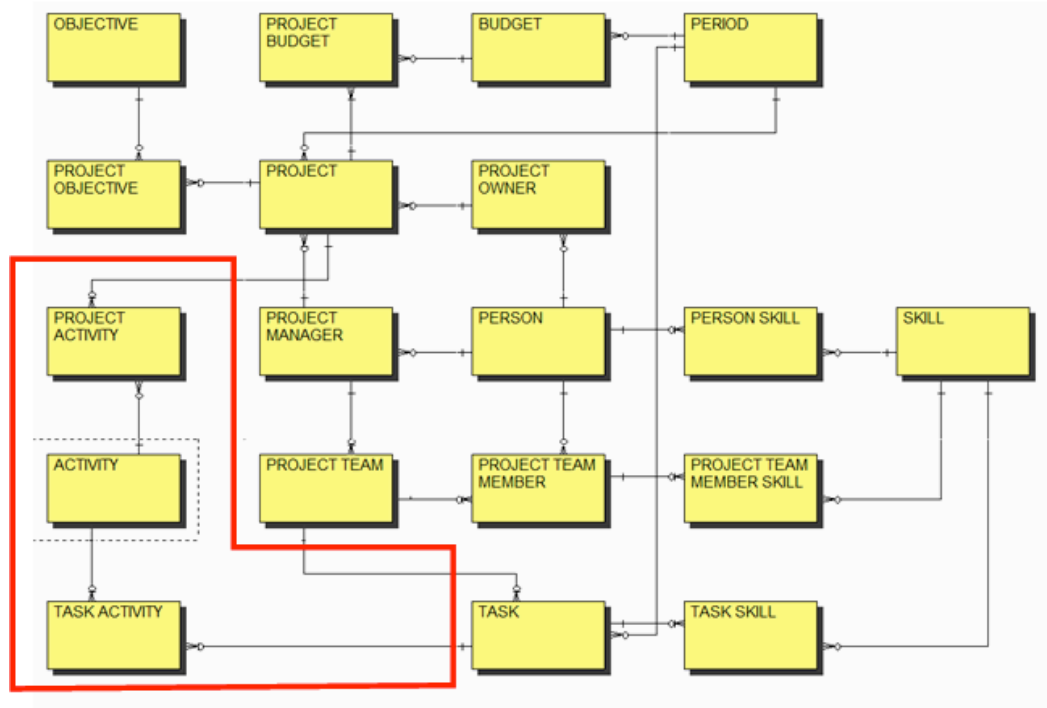 OBJECTIVE
PROJECT
BUDGET
BUDGET
PERIOD
PROJECT
OBJECTIVE
PROJECT
PROJECT
OWNER
PROJECT
ACTIVITY
PROJECT
MANAGER
PERSON
PERSON SKILL
SKILL
ACTIVITY
PROJECT TEAM
PROJECT TEAM
MEMBER
PROJECT TEAM
MEMBER SKILL
TASK ACTIVITY
TASK
TASK SKILL